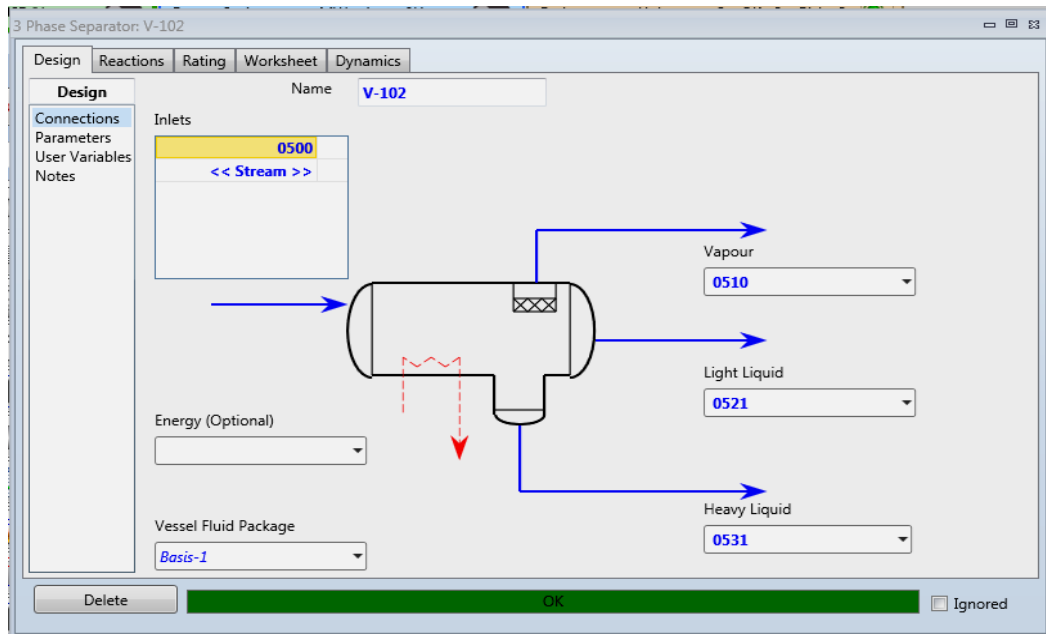 3 Phase Separator: V-102
Design Reactions Rating Worksheet Dynamics
Design
Connections
Parameters
User Variables
Notes
Name V-102
Inlets
0500
<< Stream >>
Vapour
0510
Light Liquid
0521
Energy (Optional)
Heavy Liquid
0531
Vessel Fluid Package
Basis-1
Delete
OK
Ignored